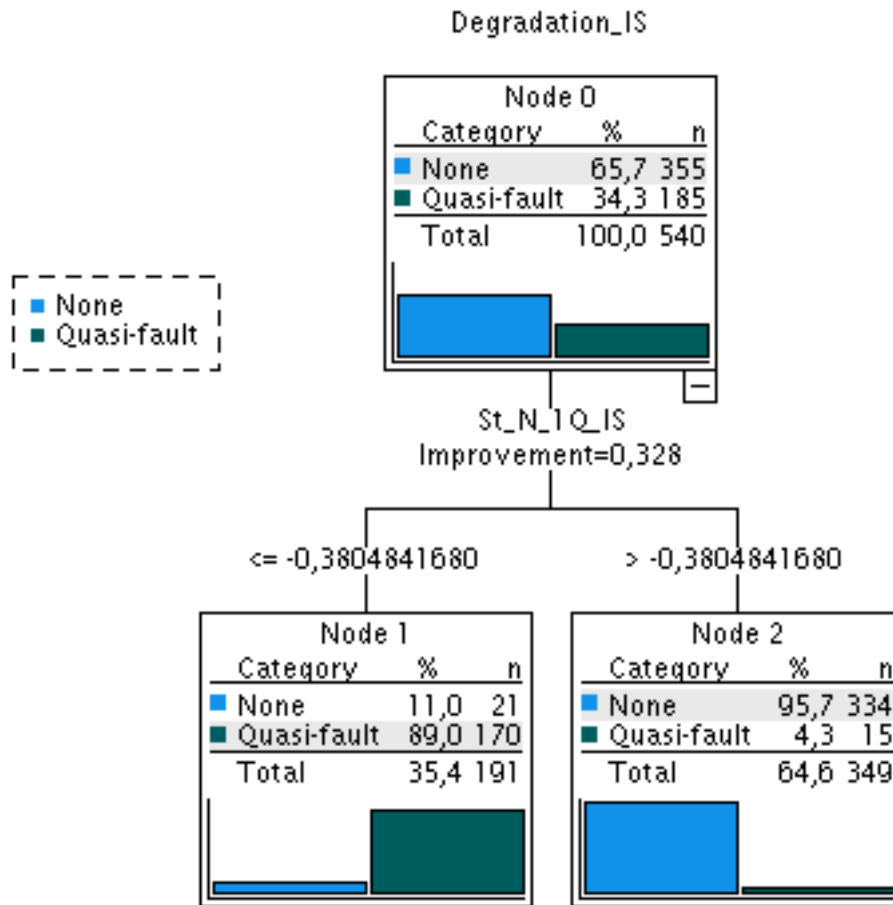 Degradation_IS
Node 0
Category % n
None 65,7 355
Quasi-fault 34,3 185
Total 100,0 540
None
Quasi-fault
St_N_1Q_IS
Improvement=0,328
<= -0,3804841680
> -0,3804841680
Node 1
Category % n
None 11,0 21
Quasi-fault 89,0 170
Total 35,4 191
Node 2
Category % n
None 95,7 334
Quasi-fault 4,3 15
Total 64,6 349